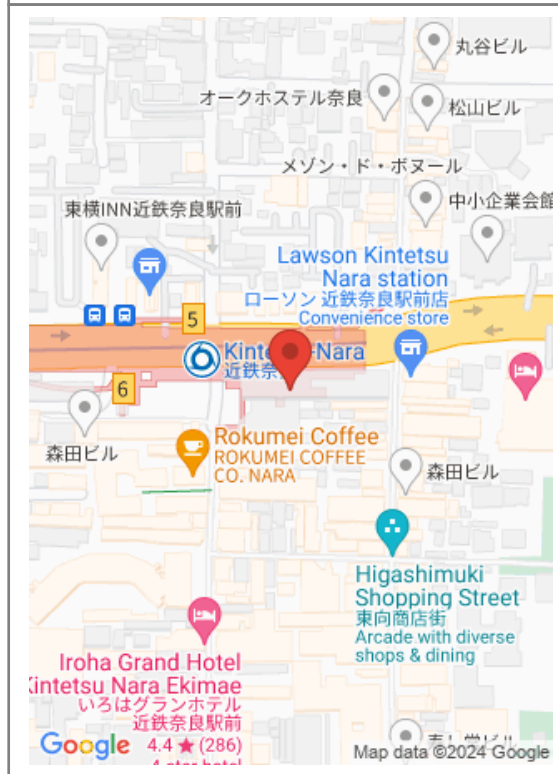 丸谷ビル
オークホステル奈良
松山ビル
メゾン・ド・ボヌール
中小企業会館
東横INN近鉄奈良駅前
Lawson Kintetsu
Nara station
ローソン 近鉄奈良駅前店
Convenience store
5
近鉄奈
6
森田ビル
Rokumei Coffee
ROKUMEI COFFEE
CO. NARA
森田ビル
Higashimuki
Shopping Street
東向商店街
Arcade with diverse
shops & dining
Iroha Grand Hotel
Kintetsu Nara Ekimae
いろはグランホテル
近鉄奈良駅前
4.4 ★ (286)
Google
Map data ©2024 Google